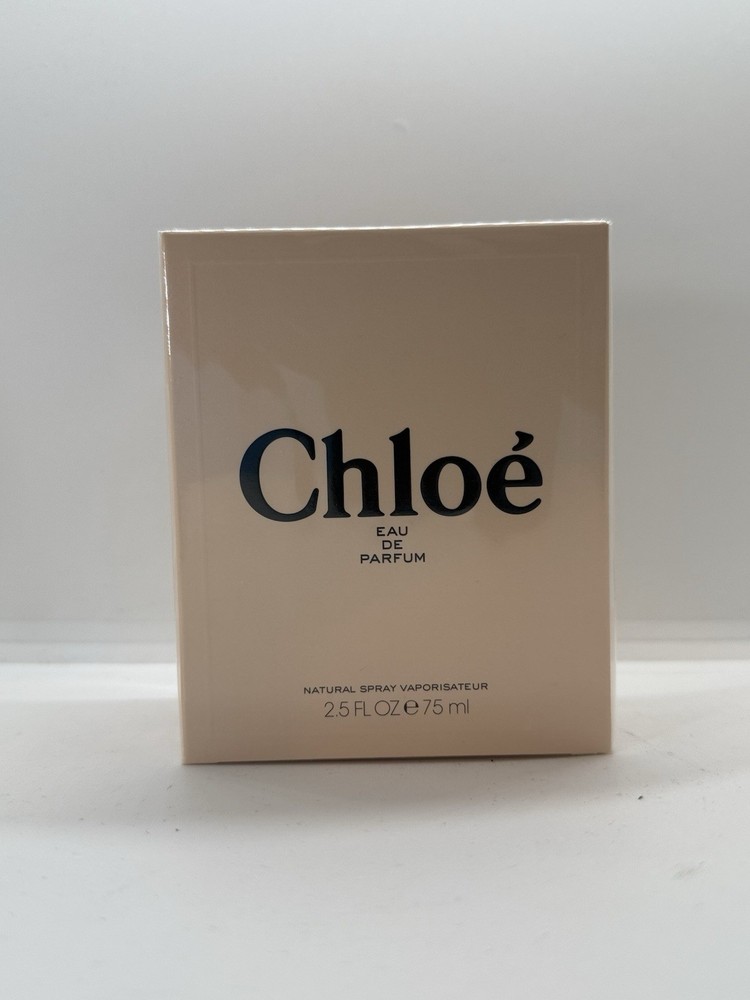 Chloé
EAU
DE
PARFUM
NATURAL SPRAY VAPORISATEUR
2.5 FL OZ ℮ 75 ml